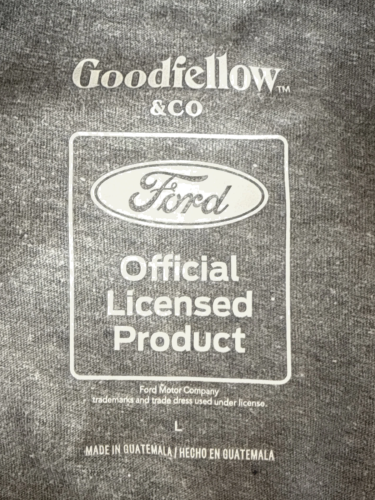 Goodfellow™
&CO
Ford
Official
Licensed
Product
Ford Motor Company
trademarks and trade dress used under license.
L
MADE IN GUATEMALA / HECHO EN GUATEMALA